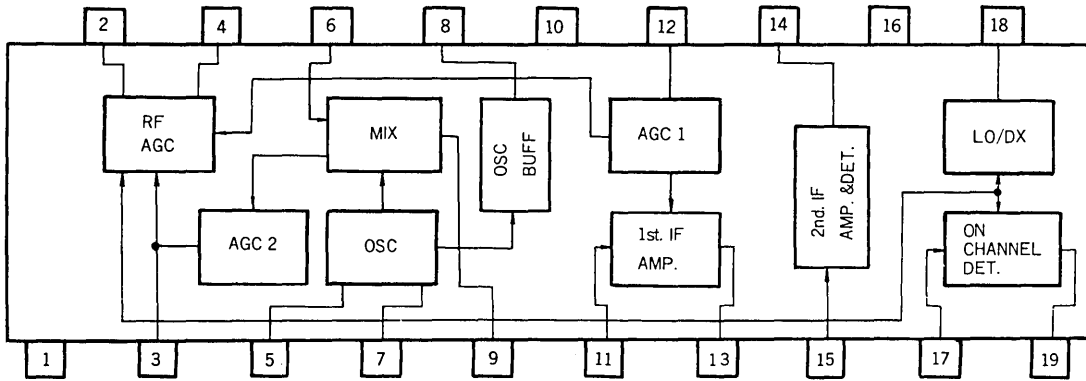 2
4
6
8
10
12
14
16
18
RF
AGC
MIX
OSC
BUFF
AGC 1
2nd. IF
AMP. &DET.
LO/DX
AGC 2
OSC
1st. IF
AMP.
ON
CHANNEL
DET.
1
3
5
7
9
11
13
15
17
19